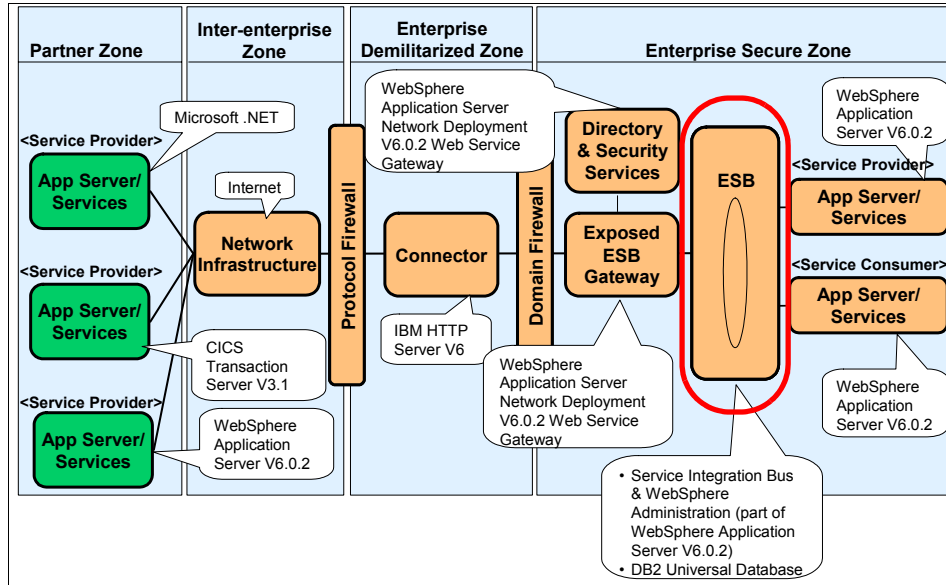 Partner Zone
Inter-enterprise
Zone
Enterprise
Demilitarized Zone
Enterprise Secure Zone
Microsoft .NET
<Service Provider>
App Server/
Services
<Service Provider>
App Server/
Services
CICS
Transaction
Server V3.1
<Service Provider>
App Server/
Services
WebSphere
Application
Server V6.0.2
Internet
Network
Infrastructure
Protocol Firewall
Connector
IBM HTTP
Server V6
Domain Firewall
WebSphere
Application Server
Network Deployment
V6.0.2 Web Service
Gateway
Directory
& Security
Services
Exposed
ESB
Gateway
WebSphere
Application Server
Network Deployment
V6.0.2 Web Service
Gateway
ESB
• Service Integration Bus
& WebSphere
Administration (part of
WebSphere Application
Server V6.0.2)
• DB2 Universal Database
WebSphere
Application
Server V6.0.2
<Service Provider>
App Server/
Services
<Service Consumer>
App Server/
Services
WebSphere
Application
Server V6.0.2